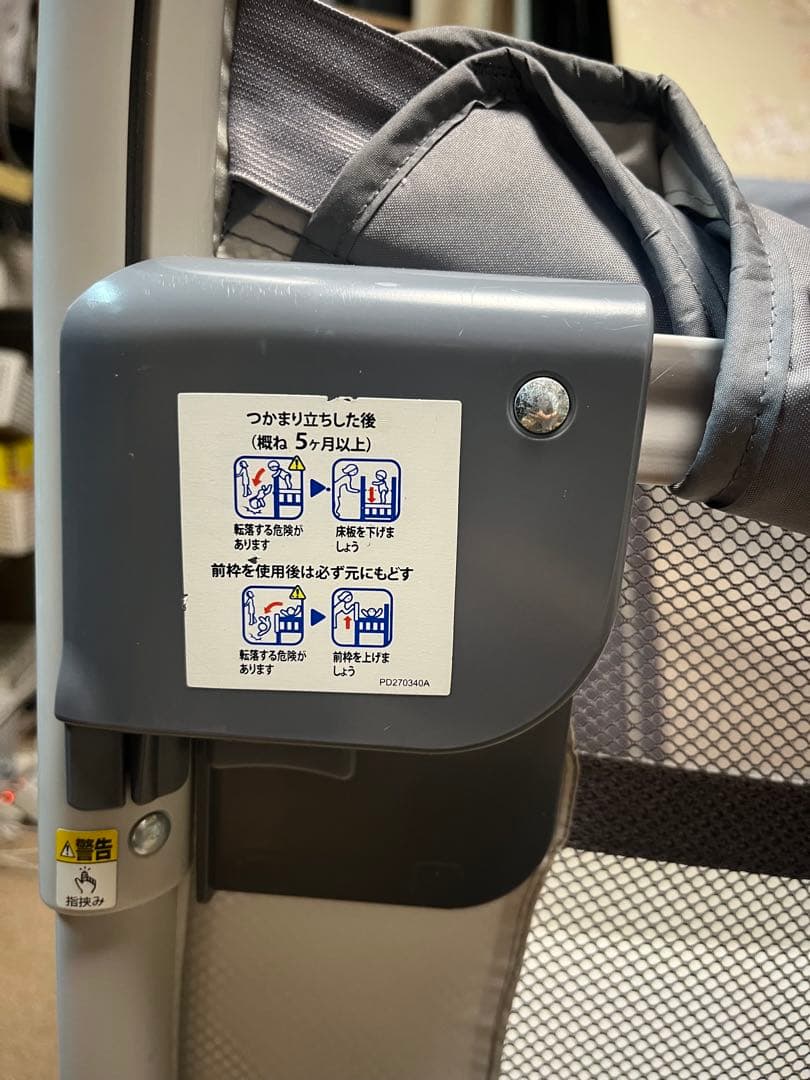 つかまり立ちした後
(概ね 5ヶ月以上)
転落する危険が
あります
床板を下げま
しょう
前枠を使用後は必ず元にもどす
転落する危険が
あります
前枠を上げま
しょう
PD270340A
警告
指挟み